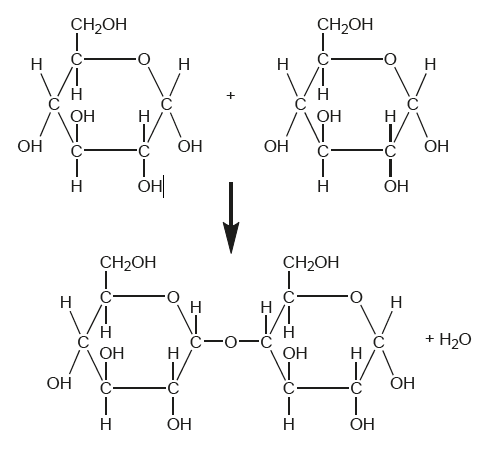 CH₂OH CH₂OH
H C O H H C O H
H H
C OH H C + C OH H C
OH C C OH OH C C OH
H OH H OH
CH₂OH CH₂OH
H C O H H C O H
H H
C OH H C O C OH H C + H₂O
OH C C C C OH
H OH H OH